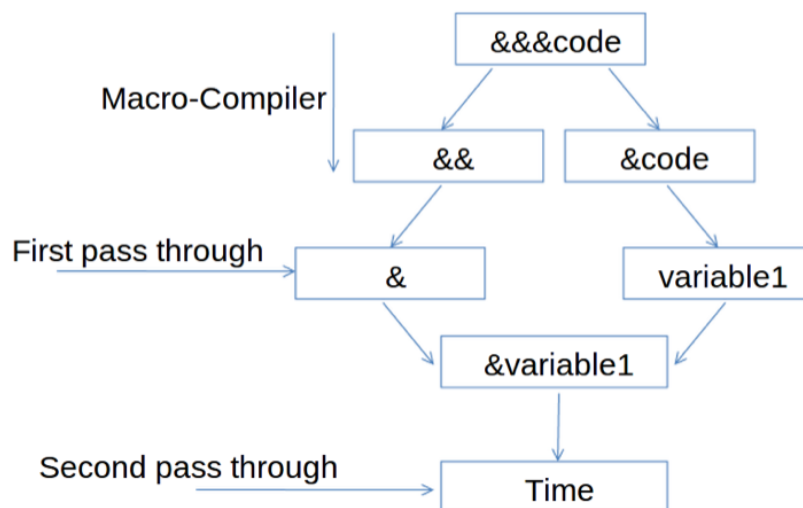 &&&code
Macro-Compiler
&&
&code
First pass through
&
variable1
&variable1
Second pass through
Time